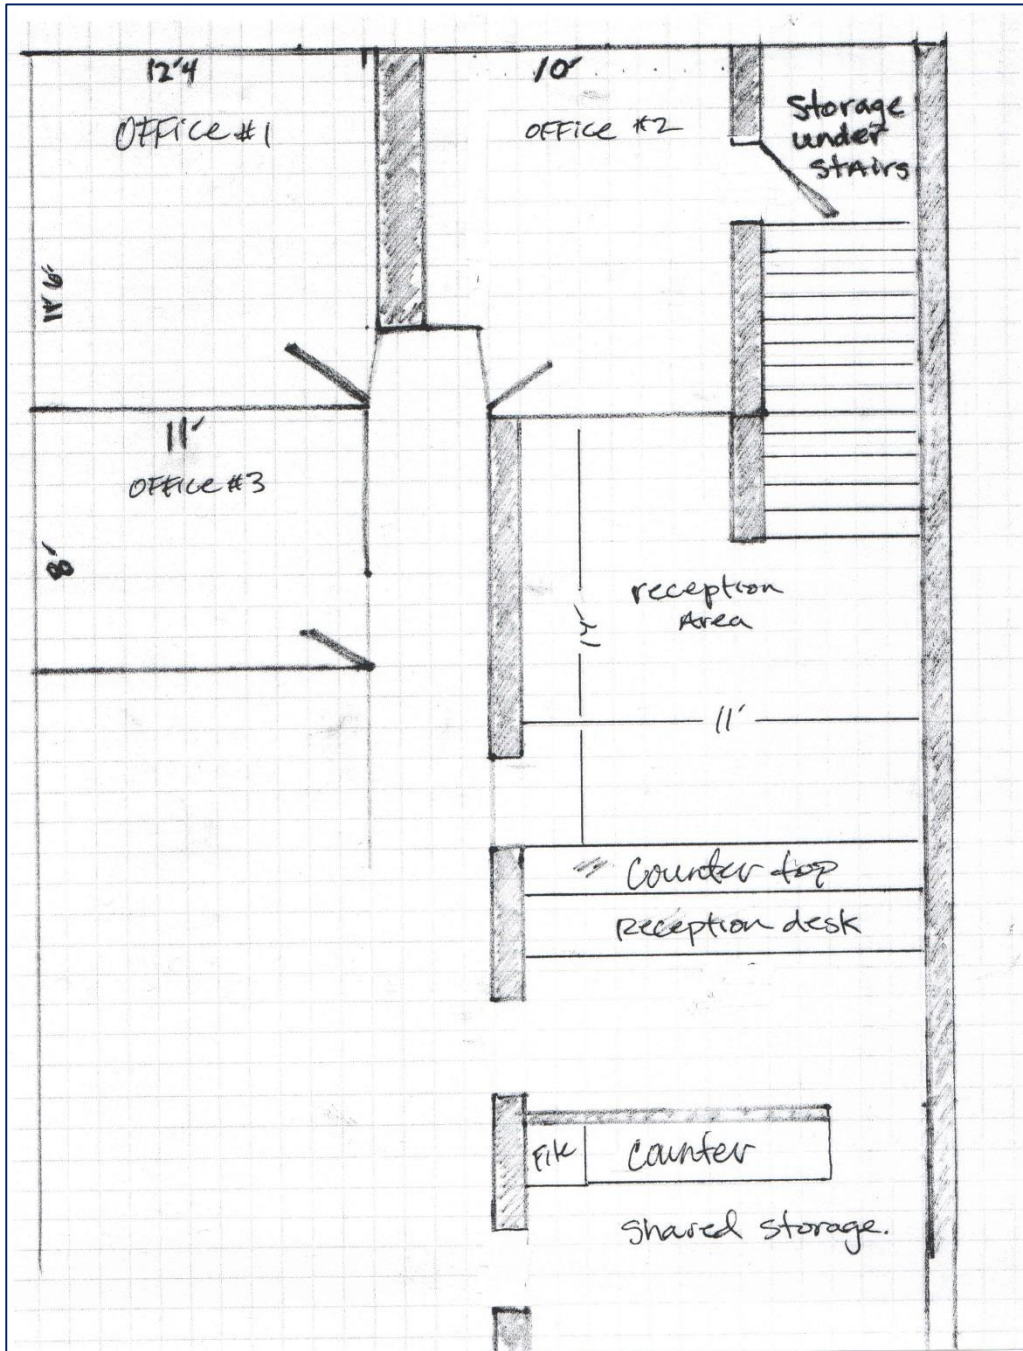 12'4
OFFICE #1
10'
OFFICE #2
Storage
under
stairs
11' 6"
11'
OFFICE #3
8'
reception
Area
14'
11'
Counter top
Reception desk
File
Counter
shared storage.